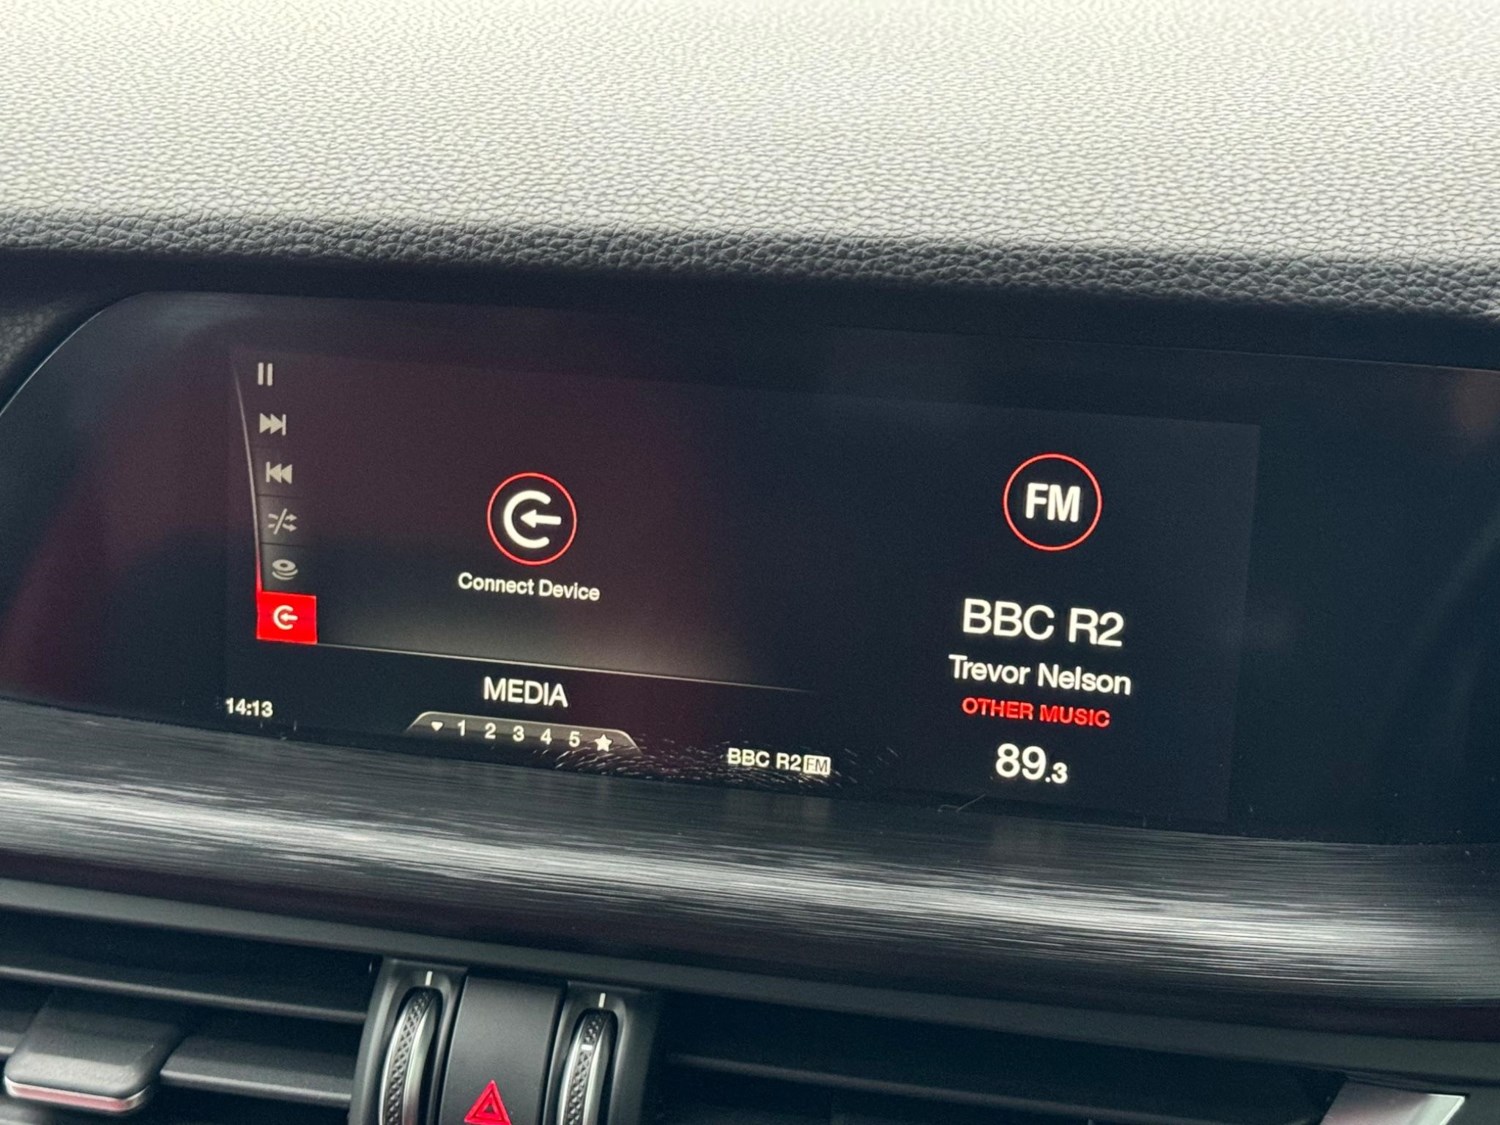 Connect Device
MEDIA
14:13
1 2 3 4 5
BBC R2 FM
FM
BBC R2
Trevor Nelson
OTHER MUSIC
89.3